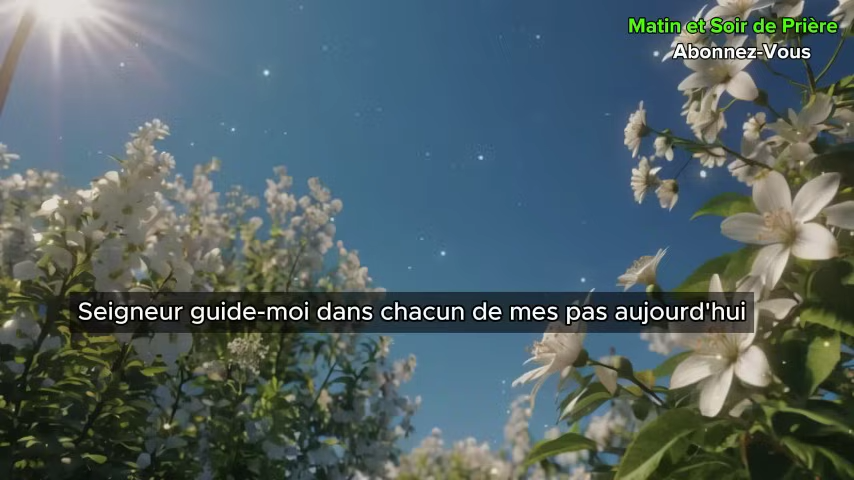 Matin et Soir de Prière
Abonnez-Vous
Seigneur guide-moi dans chacun de mes pas aujourd'hui